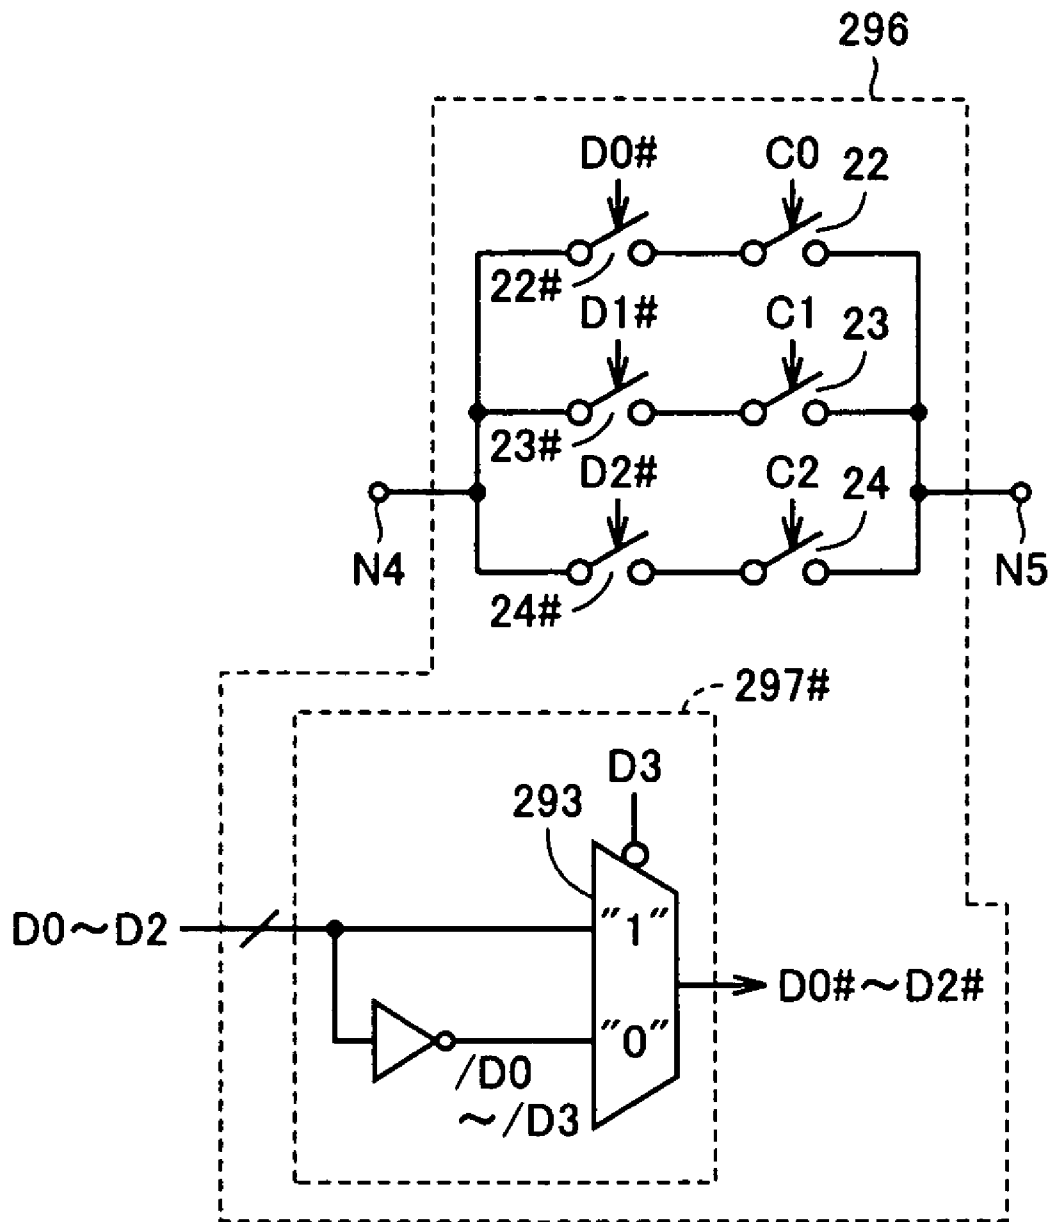 296
D0# C0
22
22#
D1# C1
23
23#
D2# C2
24
N4
N5
24#
297#
D3
293
D0～D2
"1"
D0#～D2#
"0"
/D0
～/D3